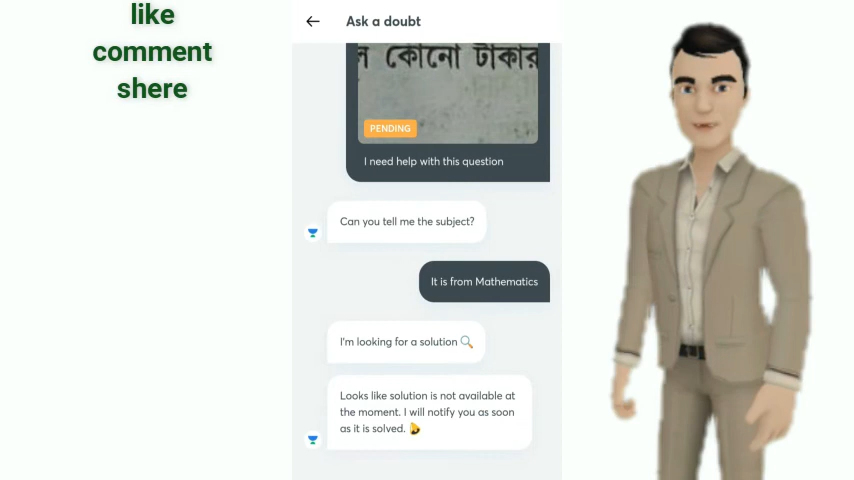 like
comment
shere
Ask a doubt
কোনো টাকার
PENDING
I need help with this question
Can you tell me the subject?
It is from Mathematics
I'm looking for a solution
Looks like solution is not available at
the moment. I will notify you as soon
as it is solved.